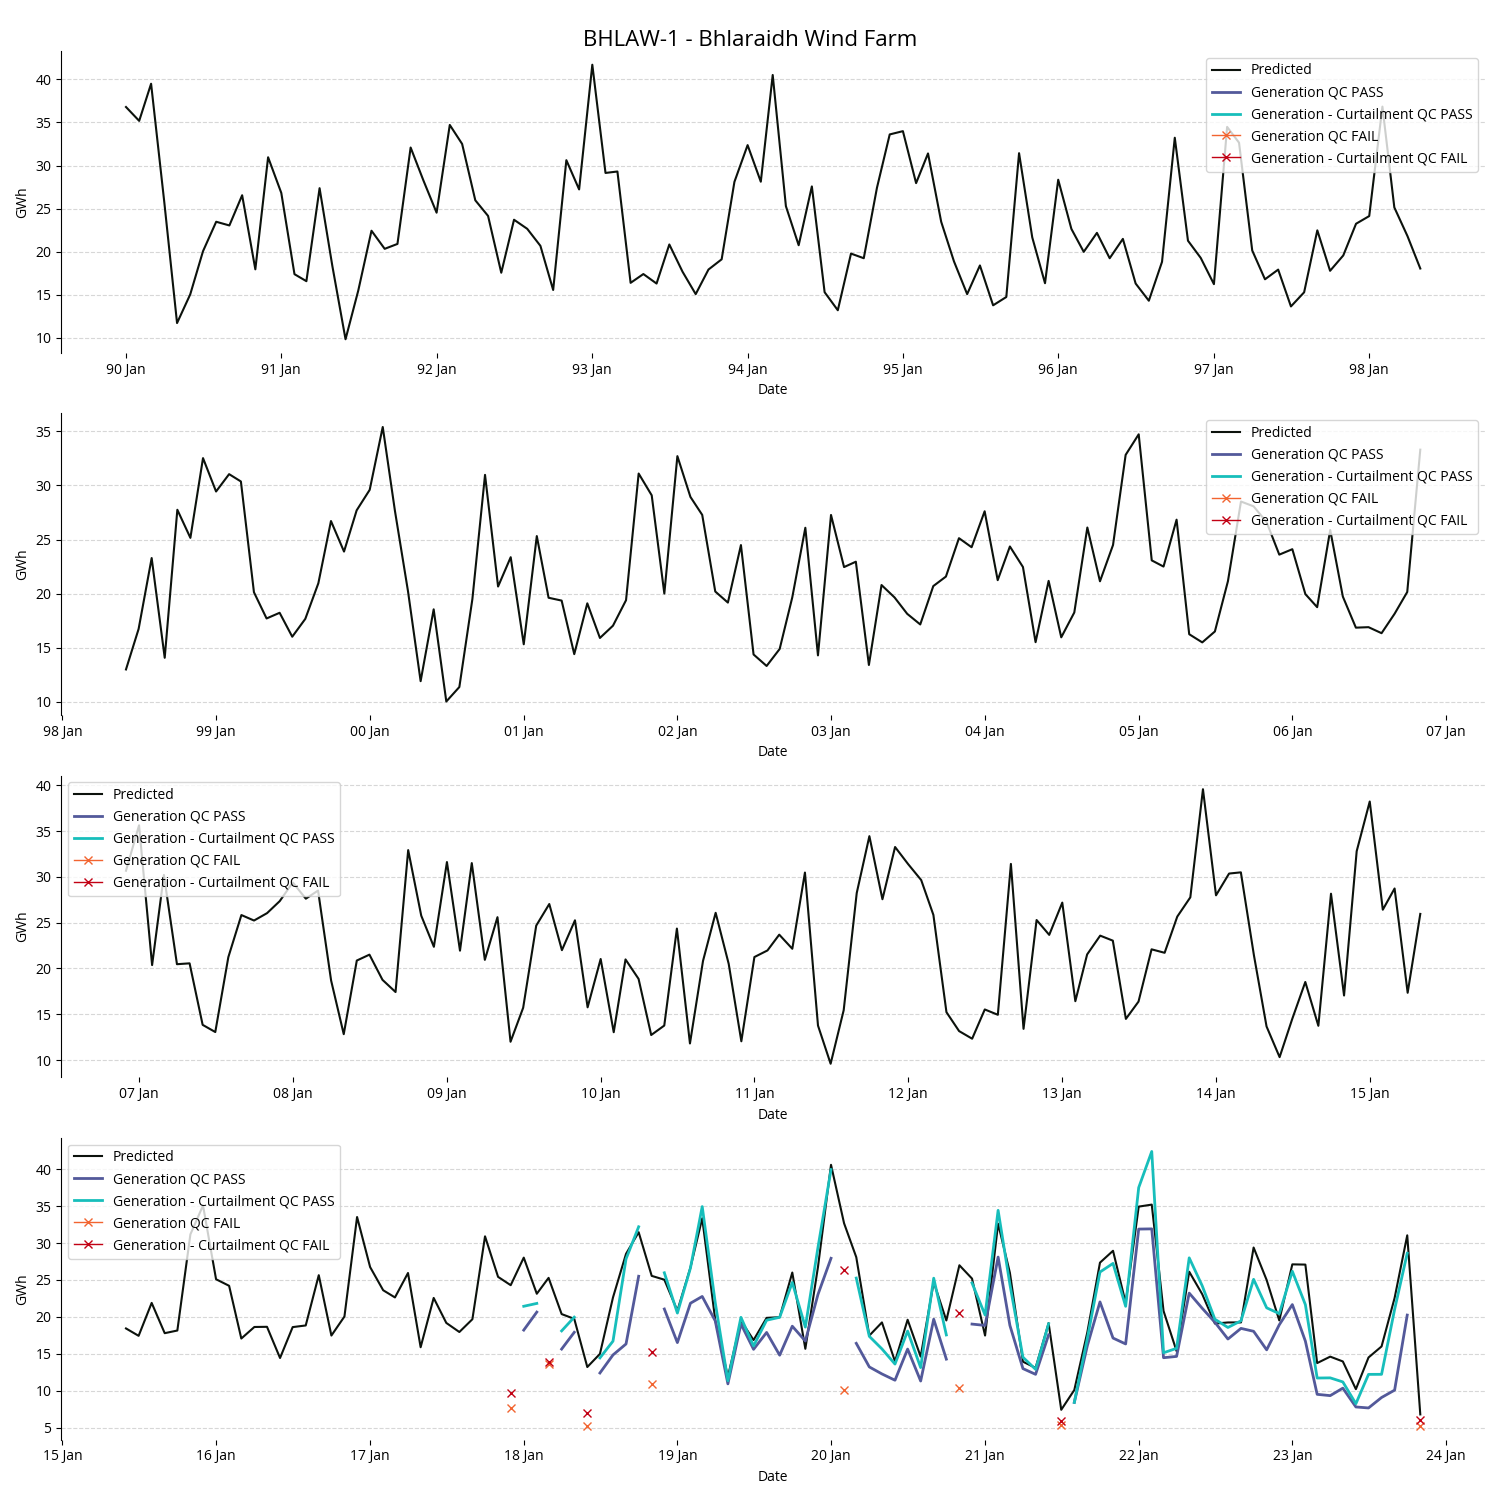 BHLAW-1 - Bhlaraidh Wind Farm
Predicted
Generation QC PASS
Generation - Curtailment QC PASS
Generation QC FAIL
Generation - Curtailment QC FAIL
40
35
30
25
20
15
10
GWh
90 Jan 91 Jan 92 Jan 93 Jan 94 Jan 95 Jan 96 Jan 97 Jan 98 Jan
Date
Predicted
Generation QC PASS
Generation - Curtailment QC PASS
Generation QC FAIL
Generation - Curtailment QC FAIL
35
30
25
20
15
10
GWh
98 Jan 99 Jan 00 Jan 01 Jan 02 Jan 03 Jan 04 Jan 05 Jan 06 Jan 07 Jan
Date
Predicted
Generation QC PASS
Generation - Curtailment QC PASS
Generation QC FAIL
Generation - Curtailment QC FAIL
40
35
30
25
20
15
10
GWh
07 Jan 08 Jan 09 Jan 10 Jan 11 Jan 12 Jan 13 Jan 14 Jan 15 Jan
Date
Predicted
Generation QC PASS
Generation - Curtailment QC PASS
Generation QC FAIL
Generation - Curtailment QC FAIL
40
35
30
25
20
15
10
5
GWh
15 Jan 16 Jan 17 Jan 18 Jan 19 Jan 20 Jan 21 Jan 22 Jan 23 Jan 24 Jan
Date